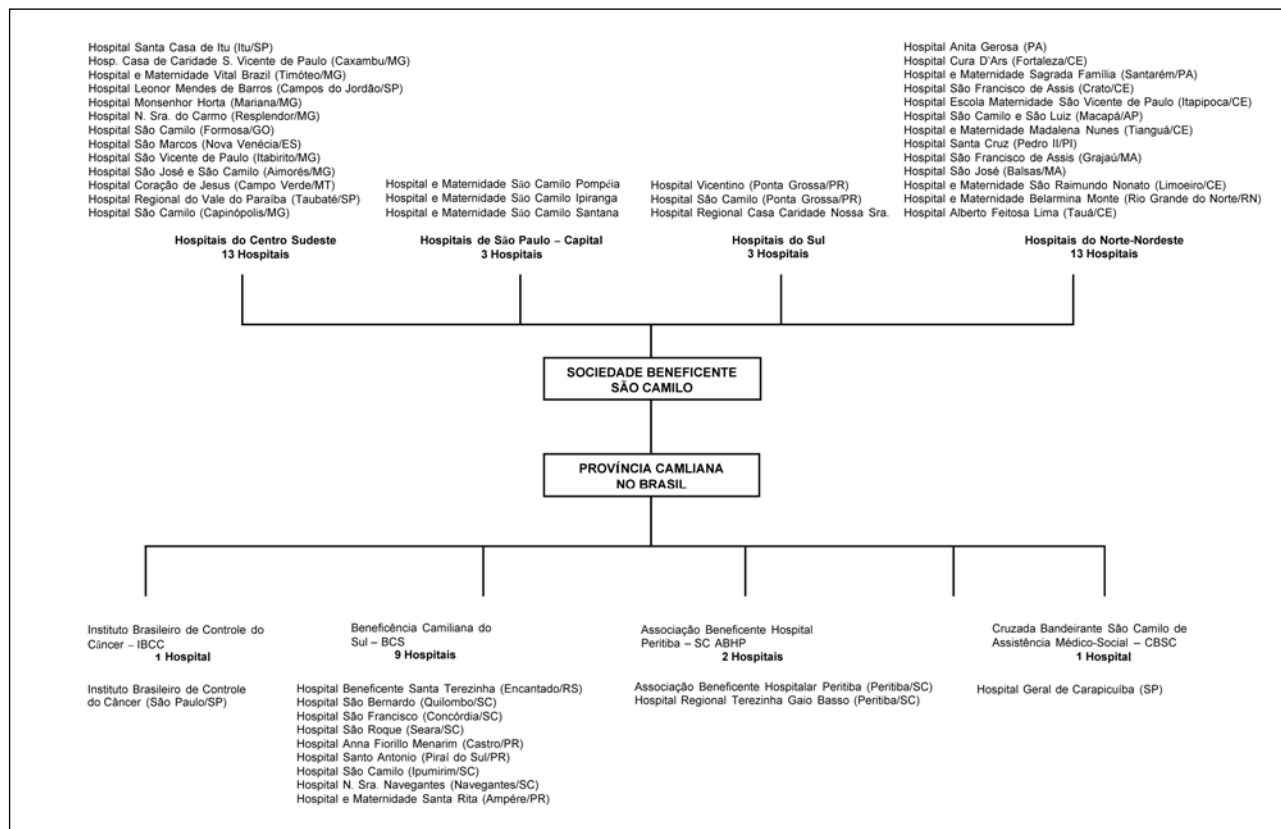 Hospital Santa Casa de Itu (Itu/SP)
Hosp. Casa de Caridade S. Vicente de Paulo (Caxambu/MG)
Hospital e Maternidade Vital Brazil (Timóteo/MG)
Hospital Leonor Mendes de Barros (Campos do Jordão/SP)
Hospital Monsenhor Horta (Mariana/MG)
Hospital N. Sra. do Carmo (Resplendor/MG)
Hospital São Camilo (Formosa/GO)
Hospital São Marcos (Nova Venécia/ES)
Hospital São Vicente de Paulo (Itabirito/MG)
Hospital São José e São Camilo (Aimorés/MG)
Hospital Coração de Jesus (Campo Verde/MT)
Hospital Regional do Vale do Paraíba (Taubaté/SP)
Hospital São Camilo (Capinópolis/MG)
Hospitais do Centro Sudeste
13 Hospitais
Hospital e Maternidade São Camilo Pompéia
Hospital e Maternidade São Camilo Ipiranga
Hospital e Maternidade São Camilo Santana
Hospitais de São Paulo – Capital
3 Hospitais
Hospital Vicentino (Ponta Grossa/PR)
Hospital São Camilo (Ponta Grossa/PR)
Hospital Regional Casa Caridade Nossa Sra.
Hospitais do Sul
3 Hospitais
Hospital Anita Gerosa (PA)
Hospital Cura D'Ars (Fortaleza/CE)
Hospital e Maternidade Sagrada Família (Santarém/PA)
Hospital São Francisco de Assis (Crato/CE)
Hospital Escola Maternidade São Vicente de Paulo (Itapipoca/CE)
Hospital São Camilo e São Luiz (Macapá/AP)
Hospital e Maternidade Madalena Nunes (Tianguá/CE)
Hospital Santa Cruz (Pedro II/PI)
Hospital São Francisco de Assis (Grajaú/MA)
Hospital São José (Balsas/MA)
Hospital e Maternidade São Raimundo Nonato (Limoeiro/CE)
Hospital e Maternidade Belarmina Monte (Rio Grande do Norte/RN)
Hospital Alberto Feitosa Lima (Tauá/CE)
Hospitais do Norte-Nordeste
13 Hospitais
SOCIEDADE BENEFICENTE
SÃO CAMILO
PROVÍNCIA CAMLIANA
NO BRASIL
Instituto Brasileiro de Controle do
Câncer – IBCC
1 Hospital
Instituto Brasileiro de Controle
do Câncer (São Paulo/SP)
Beneficência Camiliana do
Sul – BCS
9 Hospitais
Hospital Beneficente Santa Terezinha (Encantado/RS)
Hospital São Bernardo (Quilombo/SC)
Hospital São Francisco (Concórdia/SC)
Hospital São Roque (Seara/SC)
Hospital Anna Fiorillo Menarim (Castro/PR)
Hospital Santo Antonio (Piraí do Sul/PR)
Hospital São Camilo (Ipumirim/SC)
Hospital N. Sra. Navegantes (Navegantes/SC)
Hospital e Maternidade Santa Rita (Ampére/PR)
Associação Beneficente Hospital
Peritiba – SC ABHP
2 Hospitais
Associação Beneficente Hospitalar Peritiba (Peritiba/SC)
Hospital Regional Terezinha Gaio Basso (Peritiba/SC)
Cruzada Bandeirante São Camilo de
Assistência Médico-Social – CBSC
1 Hospital
Hospital Geral de Carapicuíba (SP)